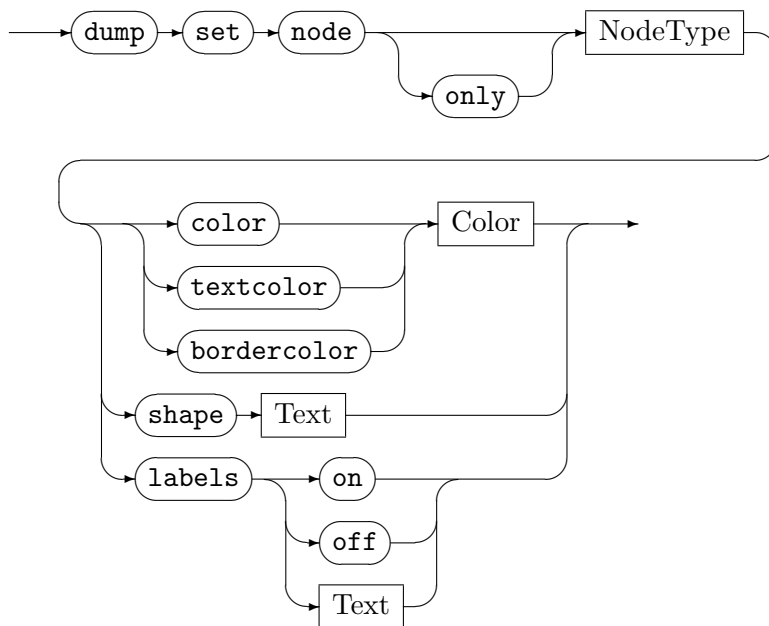 dump set node NodeType
only
color Color
textcolor
bordercolor
shape Text
labels on
off
Text